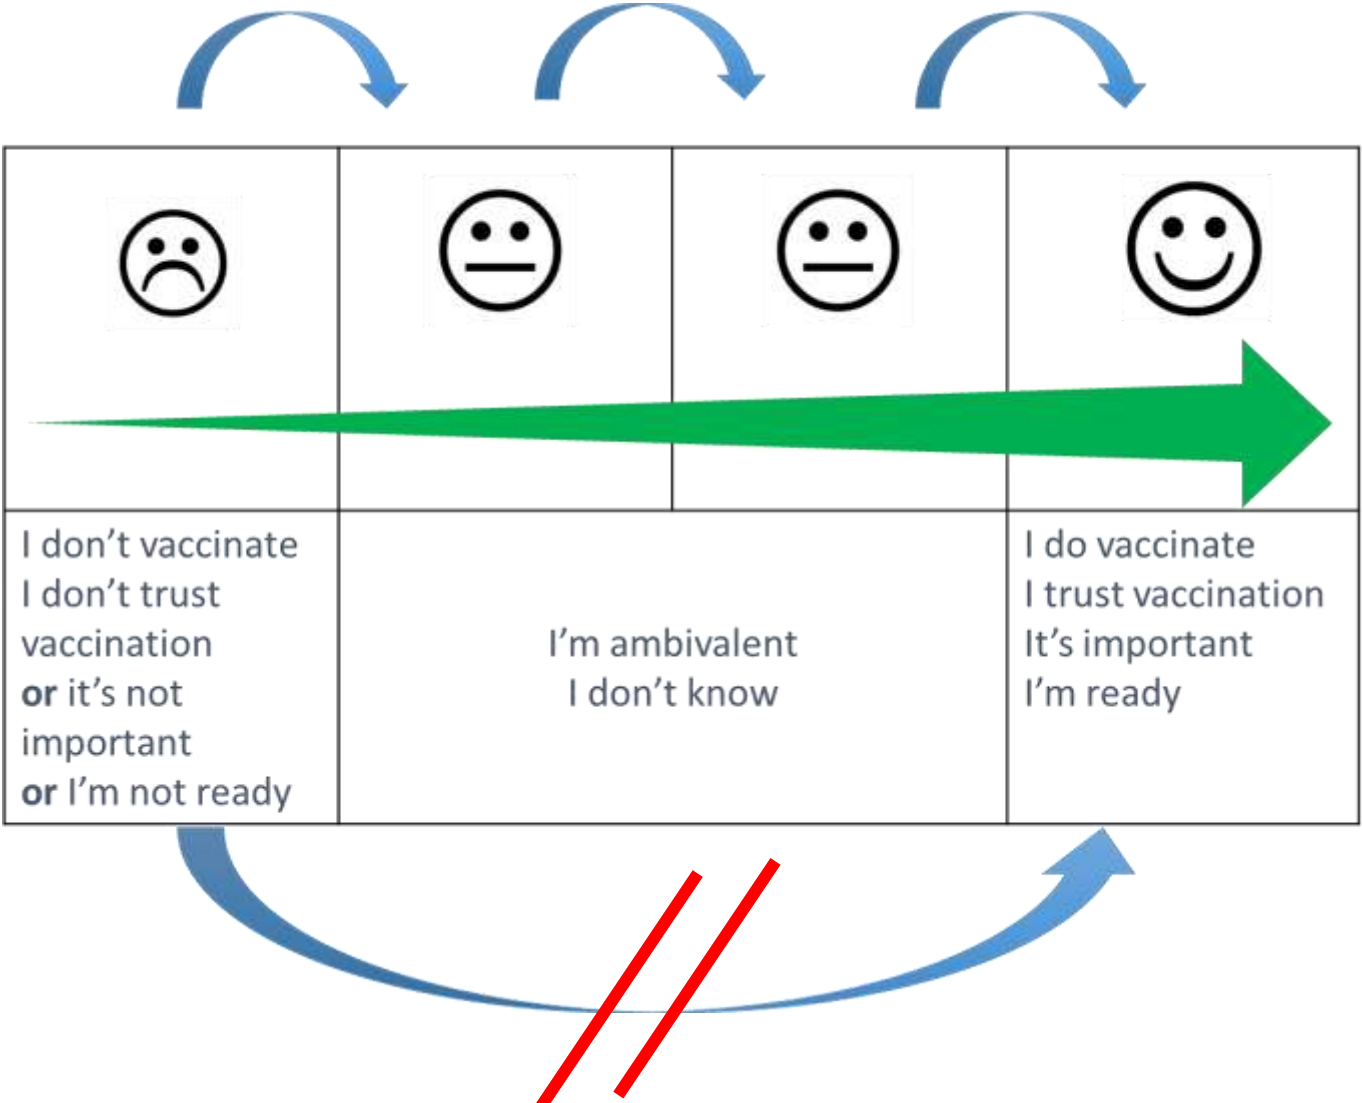 I don’t vaccinate
I don’t trust
vaccination
or it’s not
important
or I’m not ready
I’m ambivalent
I don’t know
I do vaccinate
I trust vaccination
It’s important
I’m ready